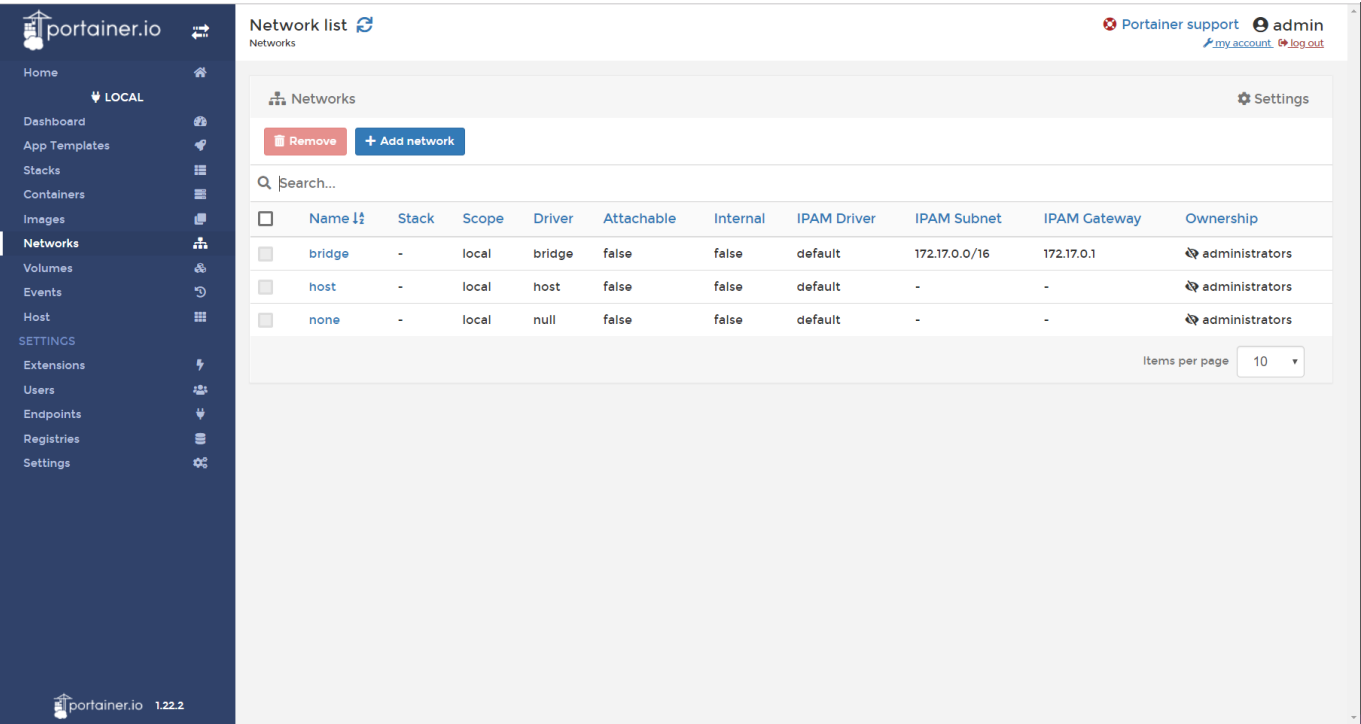 portainer.io
Home
LOCAL
Dashboard
App Templates
Stacks
Containers
Images
Networks
Volumes
Events
Host
SETTINGS
Extensions
Users
Endpoints
Registries
Settings
portainer.io 1.22.2
Network list
Networks
Portainer support admin
my account log out
Networks Settings
Remove + Add network
Search...
Name Stack Scope Driver Attachable Internal IPAM Driver IPAM Subnet IPAM Gateway Ownership
bridge - local bridge false false default 172.17.0.0/16 172.17.0.1 administrators
host - local host false false default - - administrators
none - local null false false default - - administrators
Items per page 10